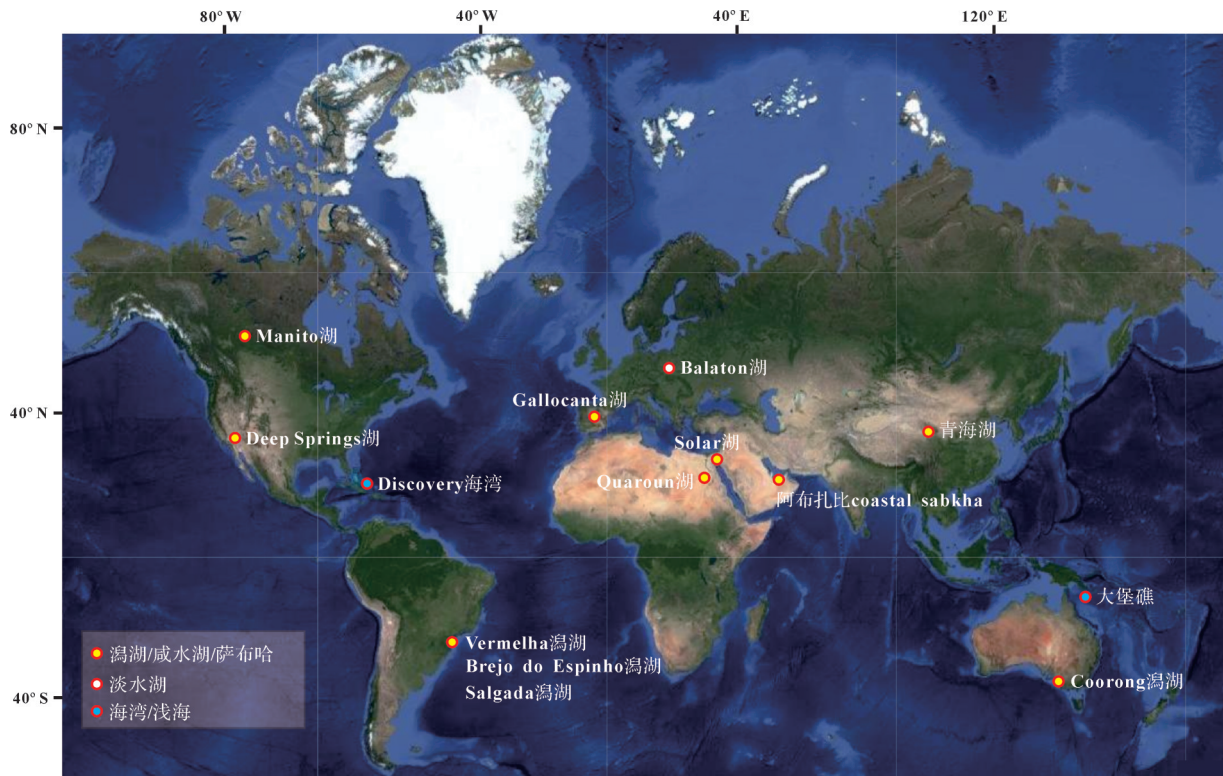 80°W
40°W
40°E
120°E
80°N
Manito湖
Balaton湖
40°N
Gallocanta湖
青海湖
Deep Springs湖
Solar湖
Quaroun湖
Discovery海湾
阿布扎比coastal sabkha
大堡礁
Vermelha潟湖
Brejo do Espinho潟湖
Salgada潟湖
Coorong潟湖
40°S
潟湖/咸水湖/萨布哈
淡水湖
海湾/浅海